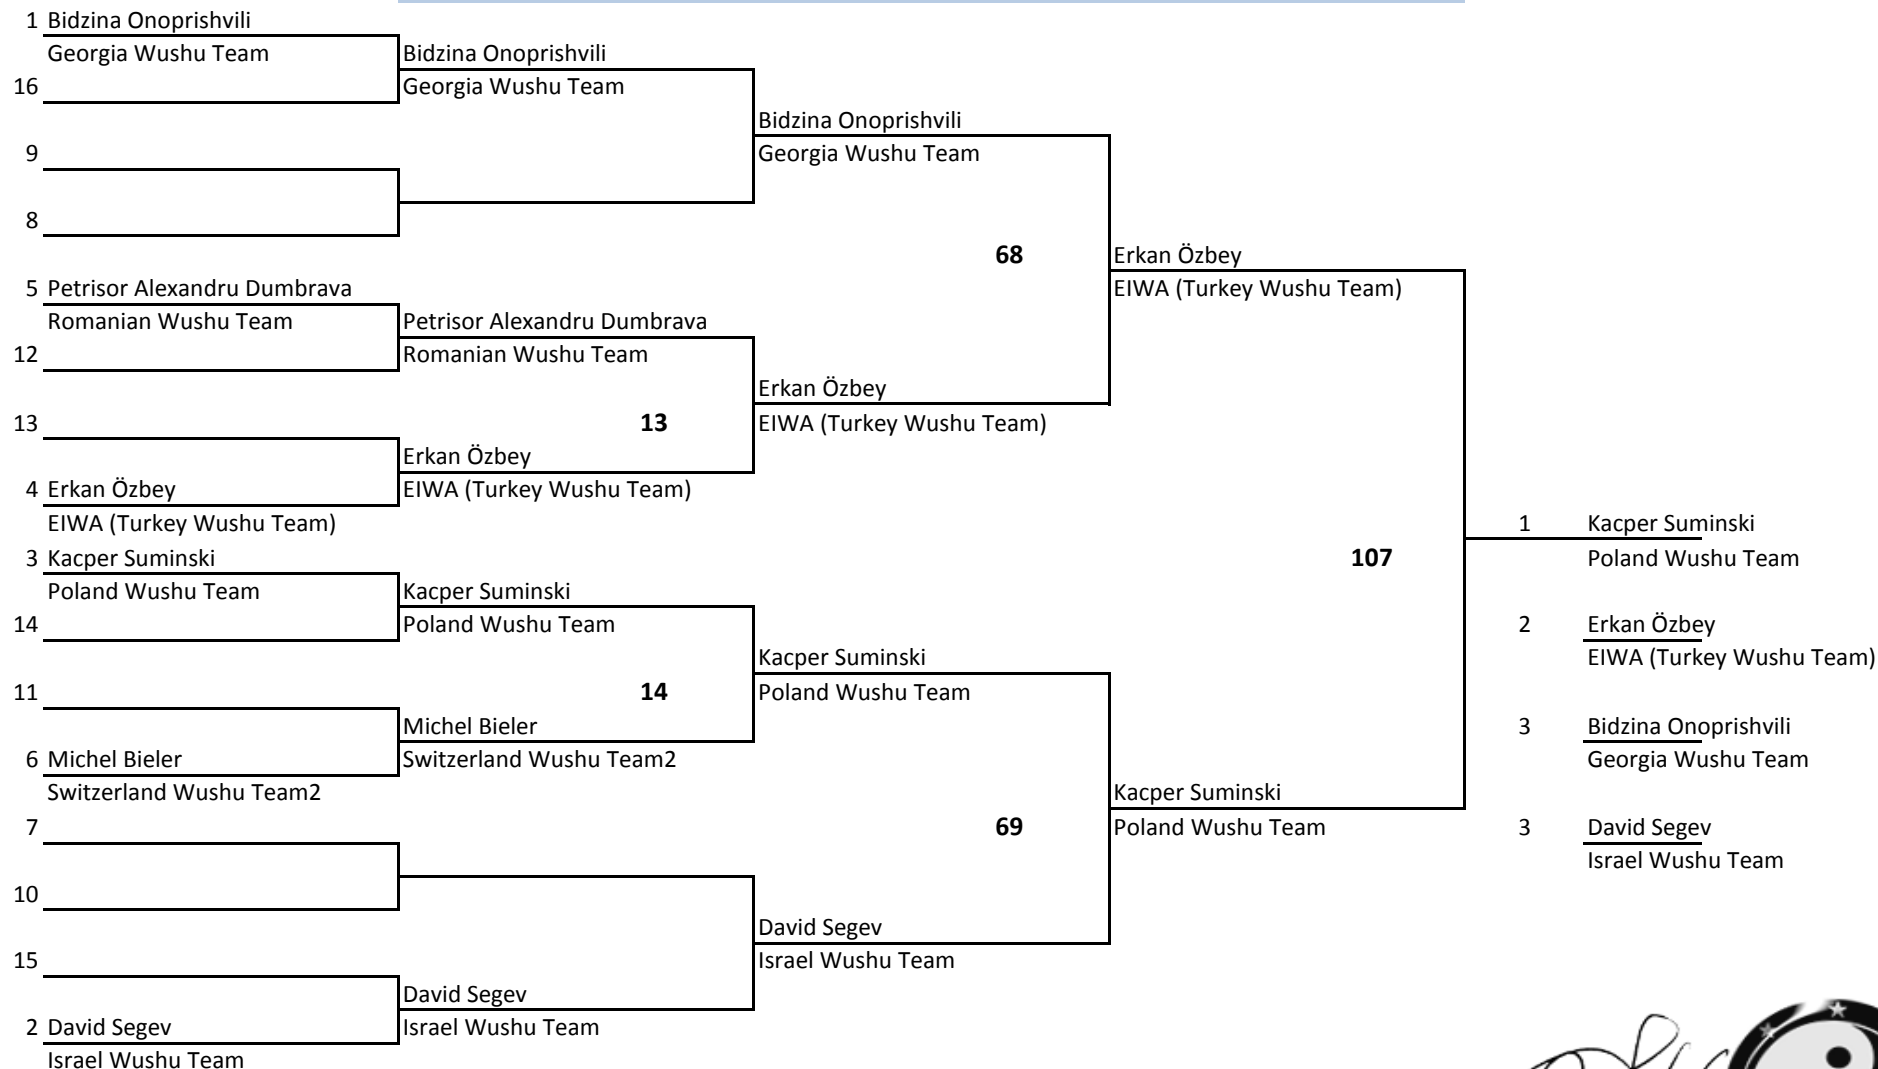 1 Bidzina Onoprishvili
Georgia Wushu Team Bidzina Onoprishvili
16 Georgia Wushu Team
Bidzina Onoprishvili
9 Georgia Wushu Team
8
68 Erkan Özbey
5 Petrisor Alexandru Dumbrava EIWA (Turkey Wushu Team)
Romanian Wushu Team Petrisor Alexandru Dumbrava
12 Romanian Wushu Team
Erkan Özbey
13 13 EIWA (Turkey Wushu Team)
Erkan Özbey
4 Erkan Özbey EIWA (Turkey Wushu Team)
EIWA (Turkey Wushu Team) 1 Kacper Suminski
3 Kacper Suminski 107 Poland Wushu Team
Poland Wushu Team Kacper Suminski
14 Poland Wushu Team 2 Erkan Özbey
Kacper Suminski EIWA (Turkey Wushu Team)
11 14 Poland Wushu Team
Michel Bieler 3 Bidzina Onoprishvili
6 Michel Bieler Switzerland Wushu Team2 Georgia Wushu Team
Switzerland Wushu Team2 Kacper Suminski
7 69 Poland Wushu Team 3 David Segev
Israel Wushu Team
10
David Segev
15 Israel Wushu Team
David Segev
2 David Segev Israel Wushu Team
Israel Wushu Team